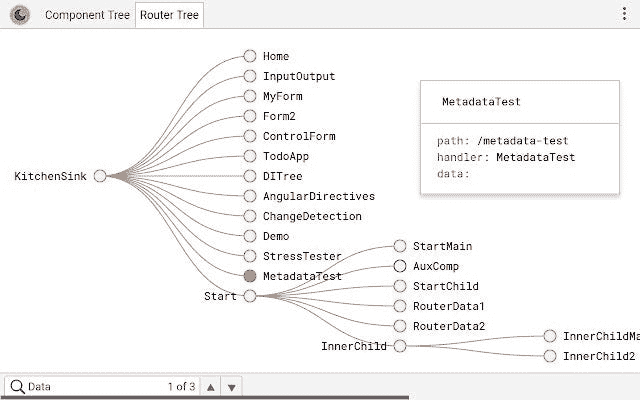 Component Tree Router Tree
Home
InputOutput
MyForm
Form2
ControlForm
TodoApp
KitchenSink
DITree
AngularDirectives
ChangeDetection
Demo
StressTester
MetadataTest
Start
StartMain
AuxComp
StartChild
RouterData1
RouterData2
InnerChild
InnerChildMa
InnerChild2
MetadataTest
path: /metadata-test
handler: MetadataTest
data:
Data 1 of 3